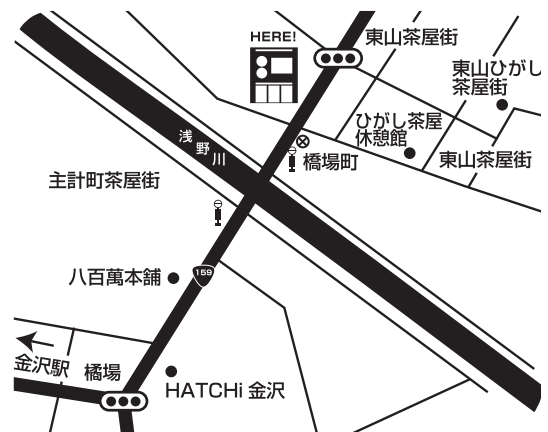 HERE!
東山茶屋街
東山ひがし
茶屋街
ひがし茶屋
休憩館
東山茶屋街
橋場町
浅野川
主計町茶屋街
八百萬本舗
159
金沢駅
橘場
HATCHi 金沢